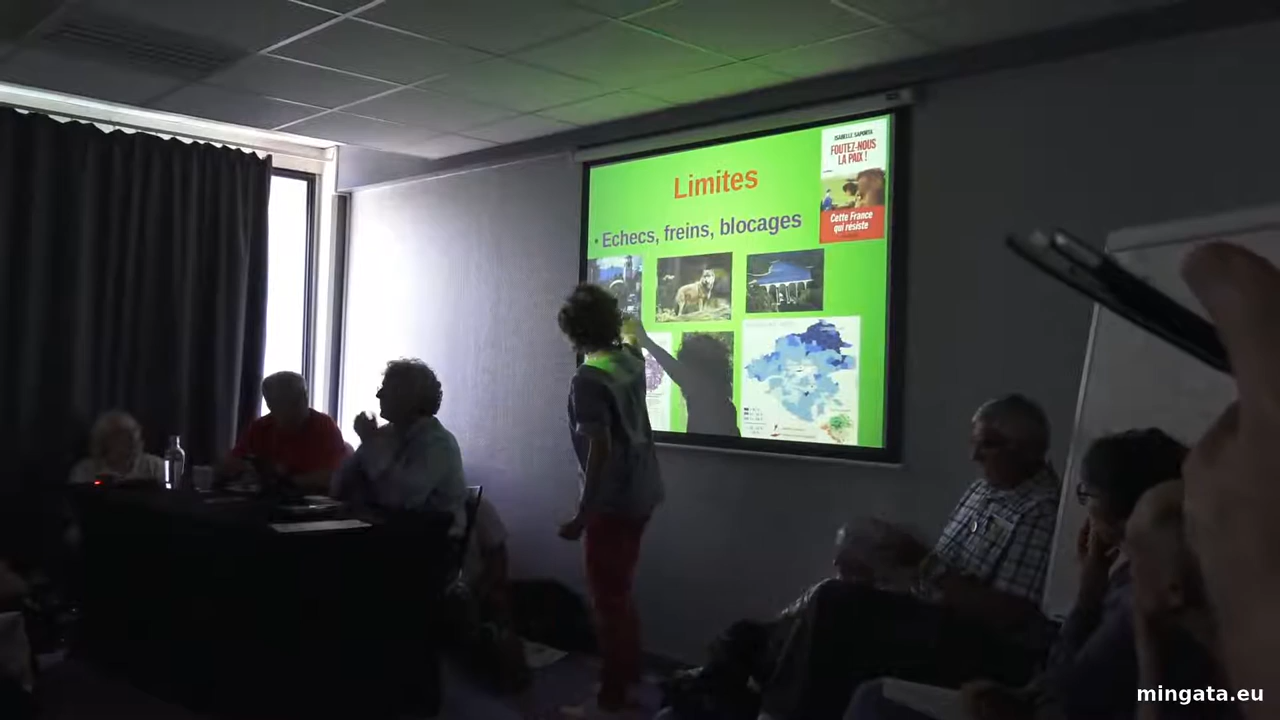 ISABELLE SAPORTA
FOUTEZ-NOUS
LA PAIX !
Limites
• Echecs, freins, blocages
Cette France
qui résiste
mingata.eu